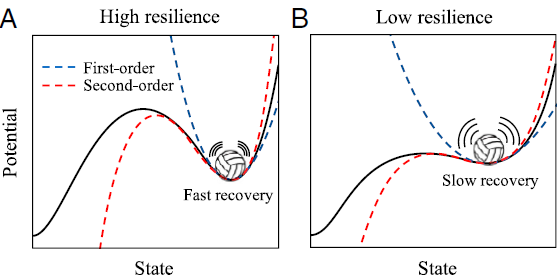 A
High resilience
B
Low resilience
First-order
Second-order
Potential
Fast recovery
Slow recovery
State
State